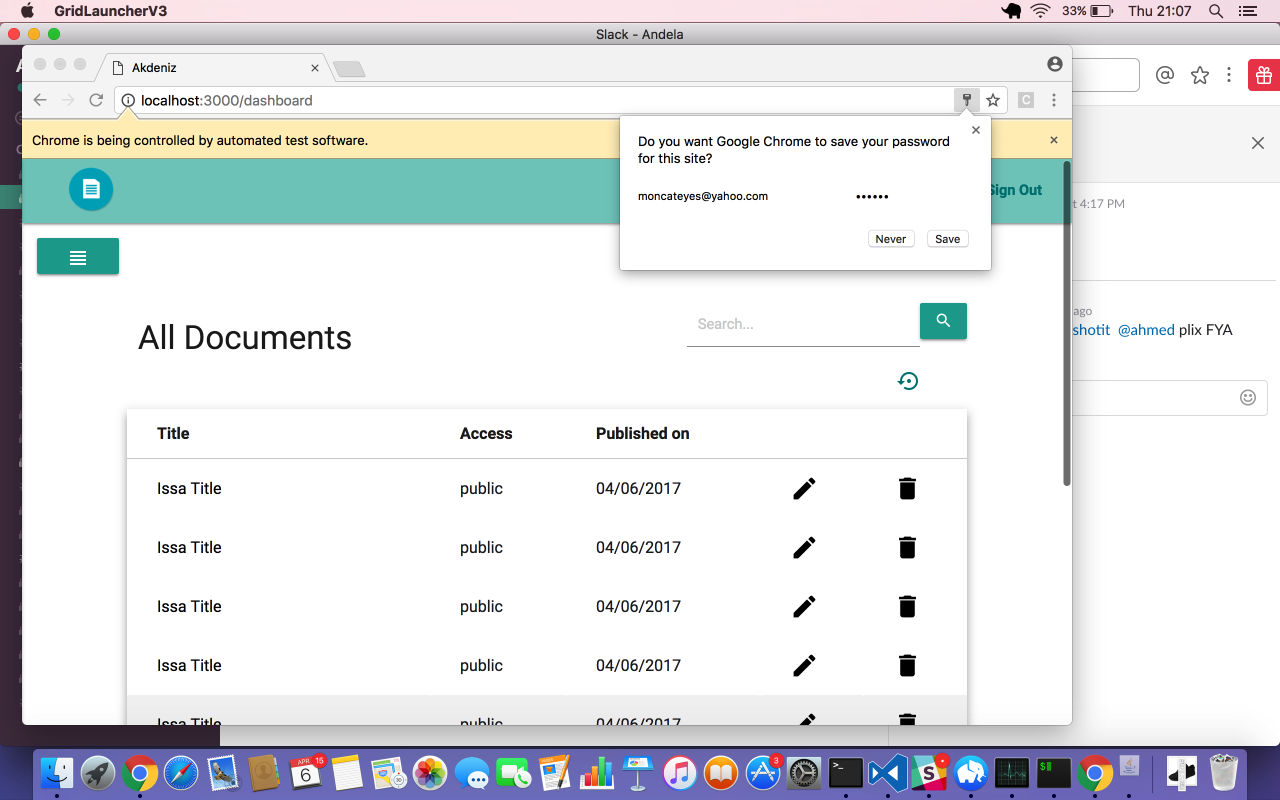 GridLauncherV3
33%
Thu 21:07
Slack - Andela
Akdeniz
localhost:3000/dashboard
C
Chrome is being controlled by automated test software.
Do you want Google Chrome to save your password
for this site?
moncateyes@yahoo.com
••••••
Never
Save
Sign Out
t 4:17 PM
ago
shotit @ahmed plix FYA
All Documents
Search...
Title Access Published on
Issa Title public 04/06/2017
Issa Title public 04/06/2017
Issa Title public 04/06/2017
Issa Title public 04/06/2017
Issa Title public 04/06/2017
APR 15
6
30
3
>_
S
$